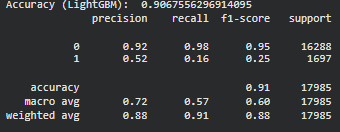 Accuracy (LightGBM):  0.9067556296914095
              precision    recall  f1-score   support

           0       0.92      0.98      0.95     16288
           1       0.52      0.16      0.25      1697

    accuracy                           0.91     17985
   macro avg       0.72      0.57      0.60     17985
weighted avg       0.88      0.91      0.88     17985